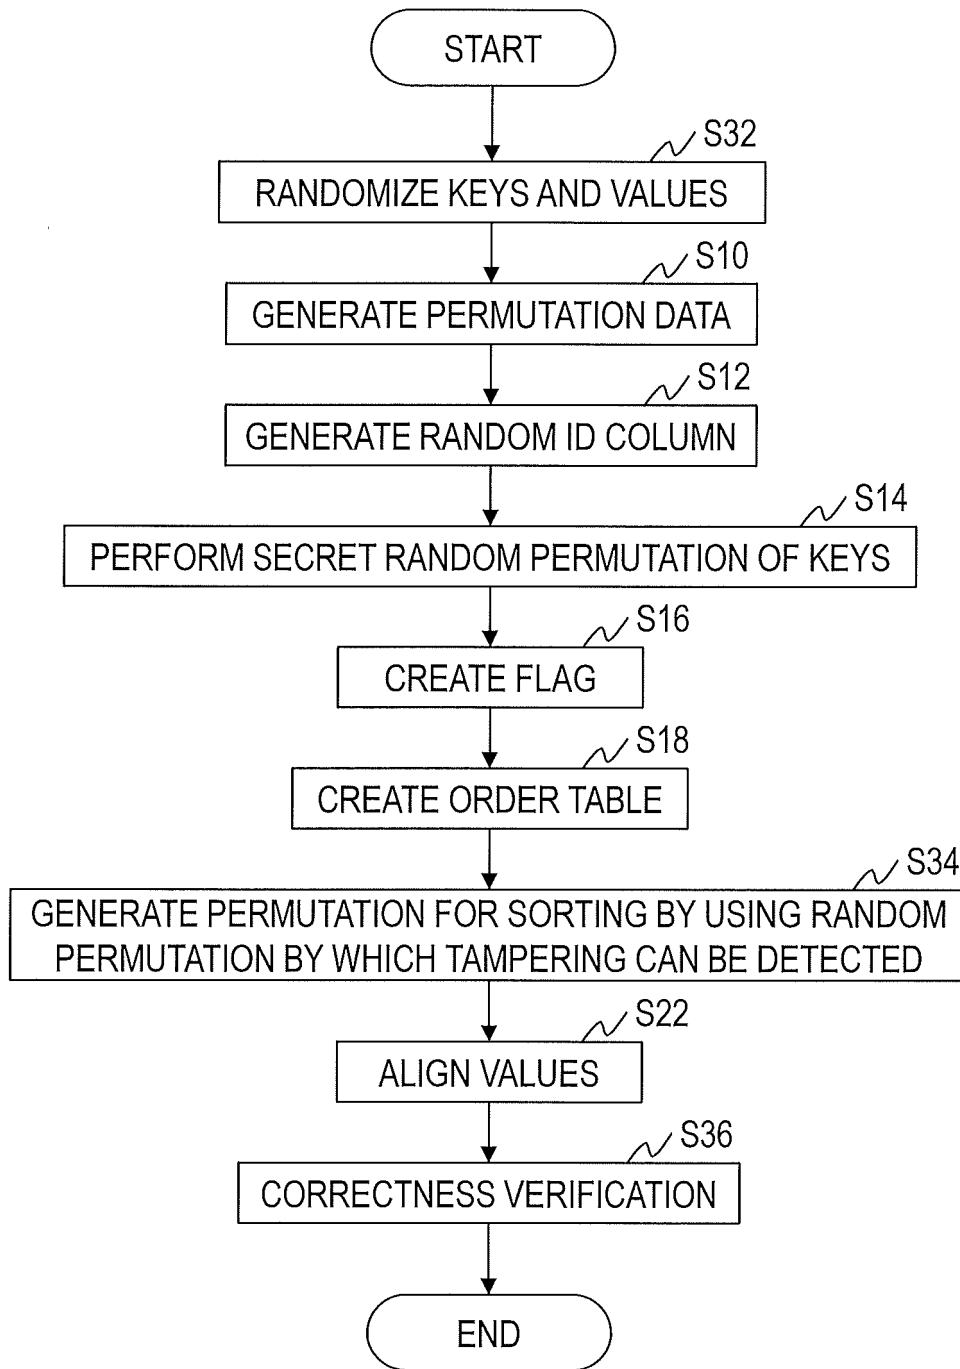 START
S32
RANDOMIZE KEYS AND VALUES
S10
GENERATE PERMUTATION DATA
S12
GENERATE RANDOM ID COLUMN
S14
PERFORM SECRET RANDOM PERMUTATION OF KEYS
S16
CREATE FLAG
S18
CREATE ORDER TABLE
S34
GENERATE PERMUTATION FOR SORTING BY USING RANDOM
PERMUTATION BY WHICH TAMPERING CAN BE DETECTED
S22
ALIGN VALUES
S36
CORRECTNESS VERIFICATION
END